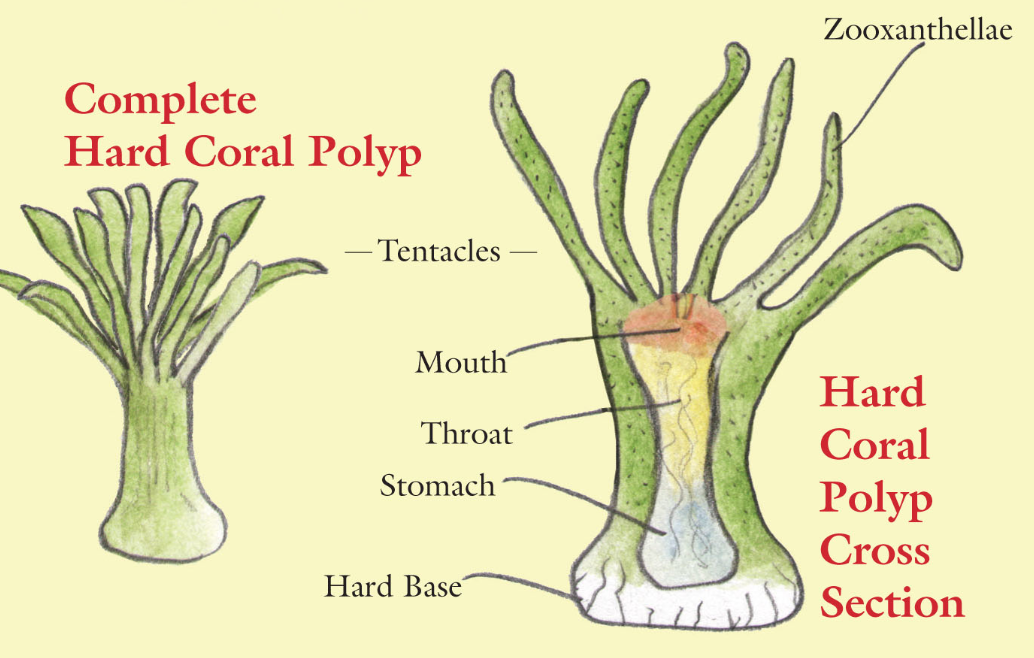 Zooxanthellae
Complete
Hard Coral Polyp
— Tentacles —
Mouth
Throat
Stomach
Hard Base
Hard
Coral
Polyp
Cross
Section